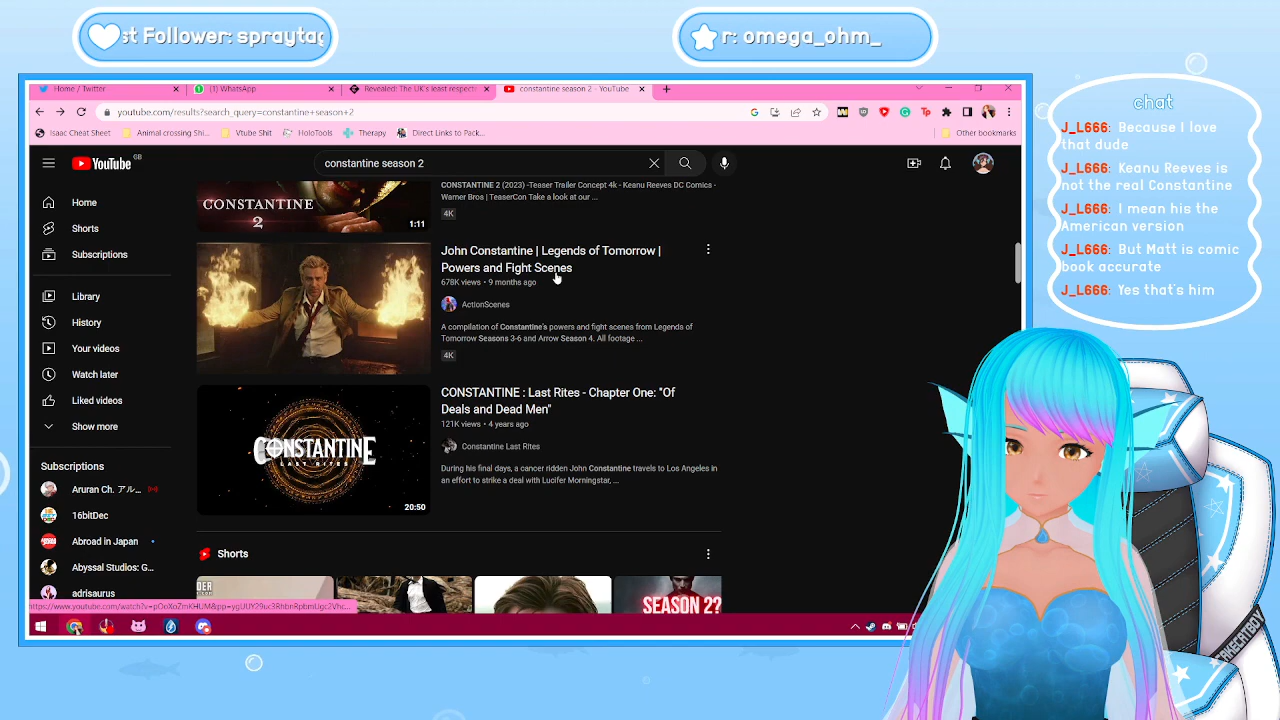 st Follower: spraytag
r: omega_ohm_
Home / Twitter
(1) WhatsApp
Revealed: The UK's least respect
constantine season 2 - YouTube
youtube.com/results?search_query=constantine+season+2
Isaac Cheat Sheet
Animal crossing Shi...
Vtube Shit
HoloTools
Therapy
Direct Links to Pack...
Other bookmarks
YouTube GB
constantine season 2
Home
Shorts
Subscriptions
Library
History
Your videos
Watch later
Liked videos
Show more
Subscriptions
Aruran Ch. アル...
16bitDec
Abroad in Japan
Abyssal Studios: G...
adrisaurus
CONSTANTINE
2
1:11
CONSTANTINE 2 (2023) -Teaser Trailer Concept 4k - Keanu Reeves DC Comics -
Warner Bros | TeaserCon Take a look at our ...
4K
John Constantine | Legends of Tomorrow |
Powers and Fight Scenes
678K views • 9 months ago
ActionScenes
A compilation of Constantine's powers and fight scenes from Legends of
Tomorrow Seasons 3-6 and Arrow Season 4. All footage ...
4K
CONSTANTINE
LAST RITES
20:50
CONSTANTINE : Last Rites - Chapter One: "Of
Deals and Dead Men"
121K views • 4 years ago
Constantine Last Rites
During his final days, a cancer ridden John Constantine travels to Los Angeles in
an effort to strike a deal with Lucifer Morningstar, ...
Shorts
SEASON 2?
chat
J_L666: Because I love
that dude
J_L666: Keanu Reeves is
not the real Constantine
J_L666: I mean his the
American version
J_L666: But Matt is comic
book accurate
J_L666: Yes that's him